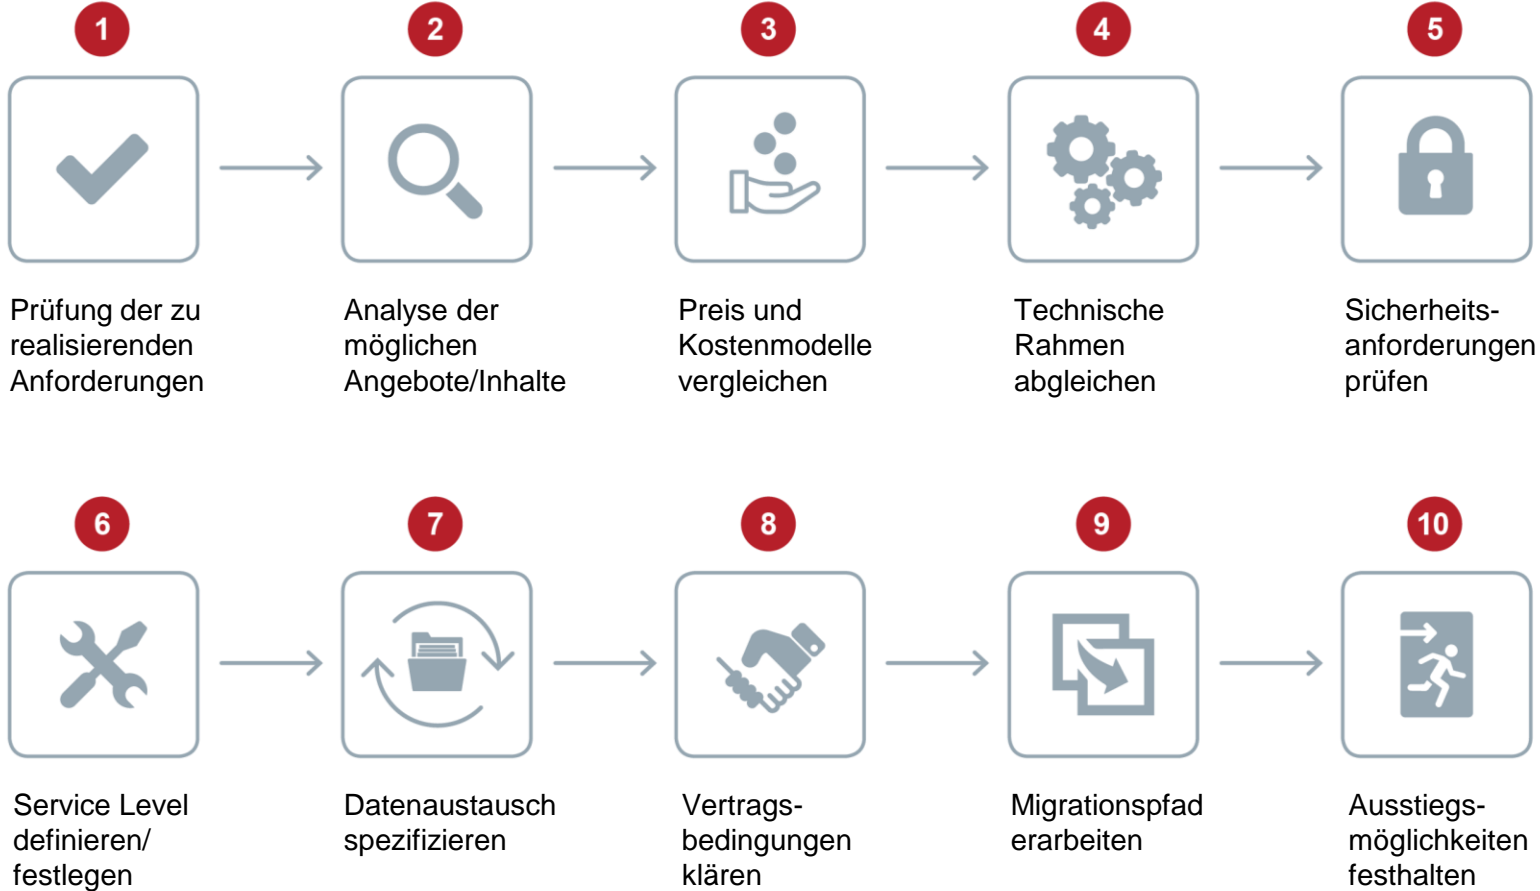 1
2
3
4
5
Prüfung der zu
realisierenden
Anforderungen
Analyse der
möglichen
Angebote/Inhalte
Preis und
Kostenmodelle
vergleichen
Technische
Rahmen
abgleichen
Sicherheits-
anforderungen
prüfen
6
7
8
9
10
Service Level
definieren/
festlegen
Datenaustausch
spezifizieren
Vertrags-
bedingungen
klären
Migrationspfad
erarbeiten
Ausstiegs-
möglichkeiten
festhalten